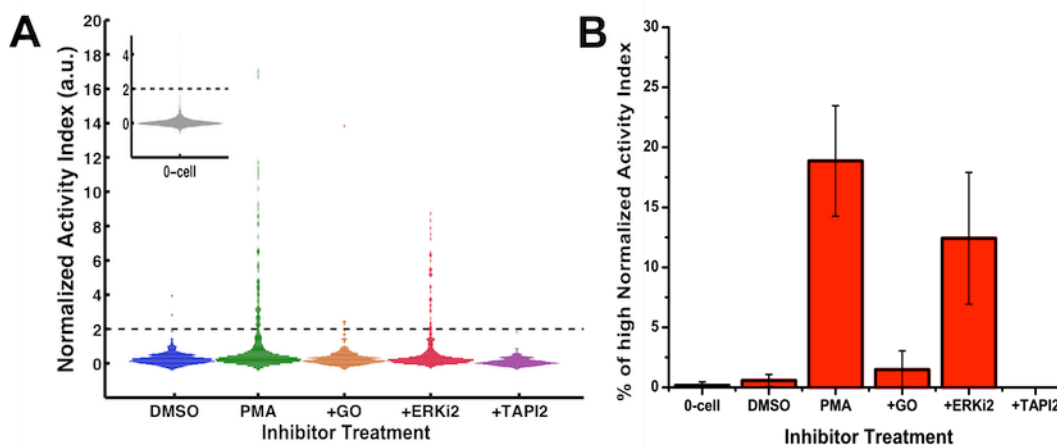 A
Normalized Activity Index (a.u.)
20
18
16
14
12
10
8
6
4
2
0
4
2
0
0-cell
DMSO PMA +GO +ERKi2 +TAPI2
Inhibitor Treatment
B
% of high Normalized Activity Index
30
25
20
15
10
5
0
0-cell DMSO PMA +GO +ERKi2 +TAPI2
Inhibitor Treatment